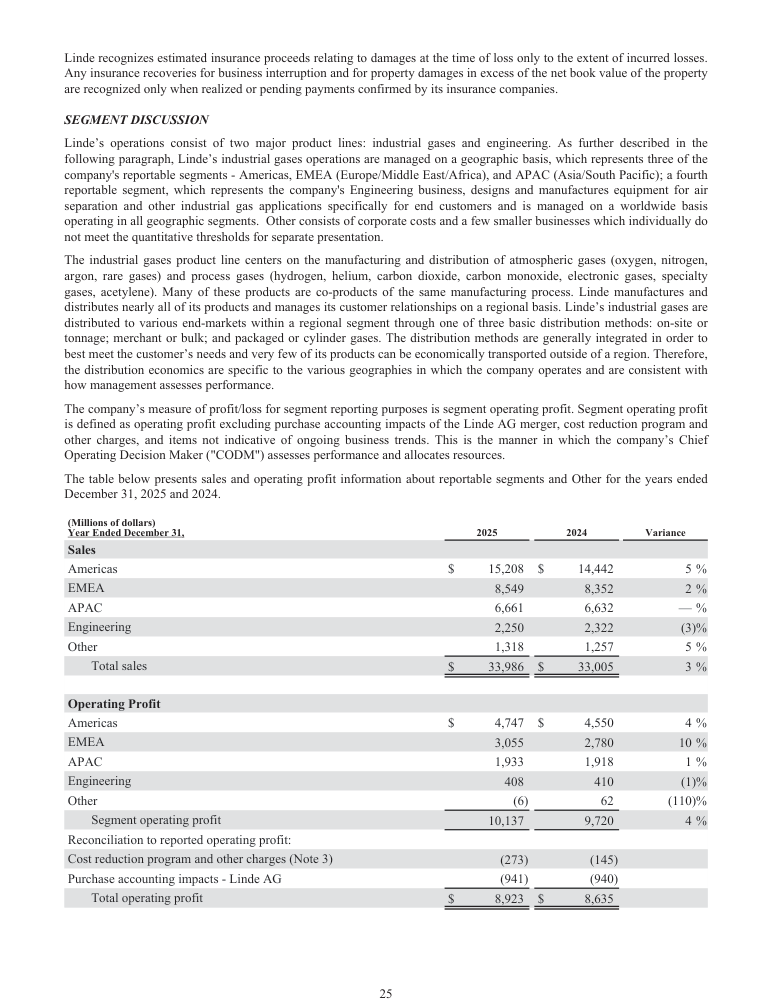 Linde recognizes estimated insurance proceeds relating to damages at the time of loss only to the extent of incurred losses.
Any insurance recoveries for business interruption and for property damages in excess of the net book value of the property
are recognized only when realized or pending payments confirmed by its insurance companies.
SEGMENT DISCUSSION
Linde’s operations consist of two major product lines: industrial gases and engineering. As further described in the
following paragraph, Linde’s industrial gases operations are managed on a geographic basis, which represents three of the
company's reportable segments - Americas, EMEA (Europe/Middle East/Africa), and APAC (Asia/South Pacific); a fourth
reportable segment, which represents the company's Engineering business, designs and manufactures equipment for air
separation and other industrial gas applications specifically for end customers and is managed on a worldwide basis
operating in all geographic segments.  Other consists of corporate costs and a few smaller businesses which individually do
not meet the quantitative thresholds for separate presentation.
The industrial gases product line centers on the manufacturing and distribution of atmospheric gases (oxygen, nitrogen,
argon, rare gases) and process gases (hydrogen, helium, carbon dioxide, carbon monoxide, electronic gases, specialty
gases, acetylene). Many of these products are co-products of the same manufacturing process. Linde manufactures and
distributes nearly all of its products and manages its customer relationships on a regional basis. Linde’s industrial gases are
distributed to various end-markets within a regional segment through one of three basic distribution methods: on-site or
tonnage; merchant or bulk; and packaged or cylinder gases. The distribution methods are generally integrated in order to
best meet the customer’s needs and very few of its products can be economically transported outside of a region. Therefore,
the distribution economics are specific to the various geographies in which the company operates and are consistent with
how management assesses performance.
The company’s measure of profit/loss for segment reporting purposes is segment operating profit. Segment operating profit
is defined as operating profit excluding purchase accounting impacts of the Linde AG merger, cost reduction program and
other charges, and items not indicative of ongoing business trends. This is the manner in which the company’s Chief
Operating Decision Maker ("CODM") assesses performance and allocates resources.
The table below presents sales and operating profit information about reportable segments and Other for the years ended
December 31, 2025 and 2024.
(Millions of dollars)
Year Ended December 31, 2025 2024 Variance
Sales
Americas $ 15,208 $ 14,442 5 %
EMEA 8,549 8,352 2 %
APAC 6,661 6,632 — %
Engineering 2,250 2,322 (3)%
Other 1,318 1,257 5 %
Total sales $ 33,986 $ 33,005 3 %
Operating Profit
Americas $ 4,747 $ 4,550 4 %
EMEA 3,055 2,780 10 %
APAC 1,933 1,918 1 %
Engineering 408 410 (1)%
Other (6) 62 (110)%
Segment operating profit 10,137 9,720 4 %
Reconciliation to reported operating profit:
Cost reduction program and other charges (Note 3) (273) (145)
Purchase accounting impacts - Linde AG (941) (940)
Total operating profit $ 8,923 $ 8,635
25